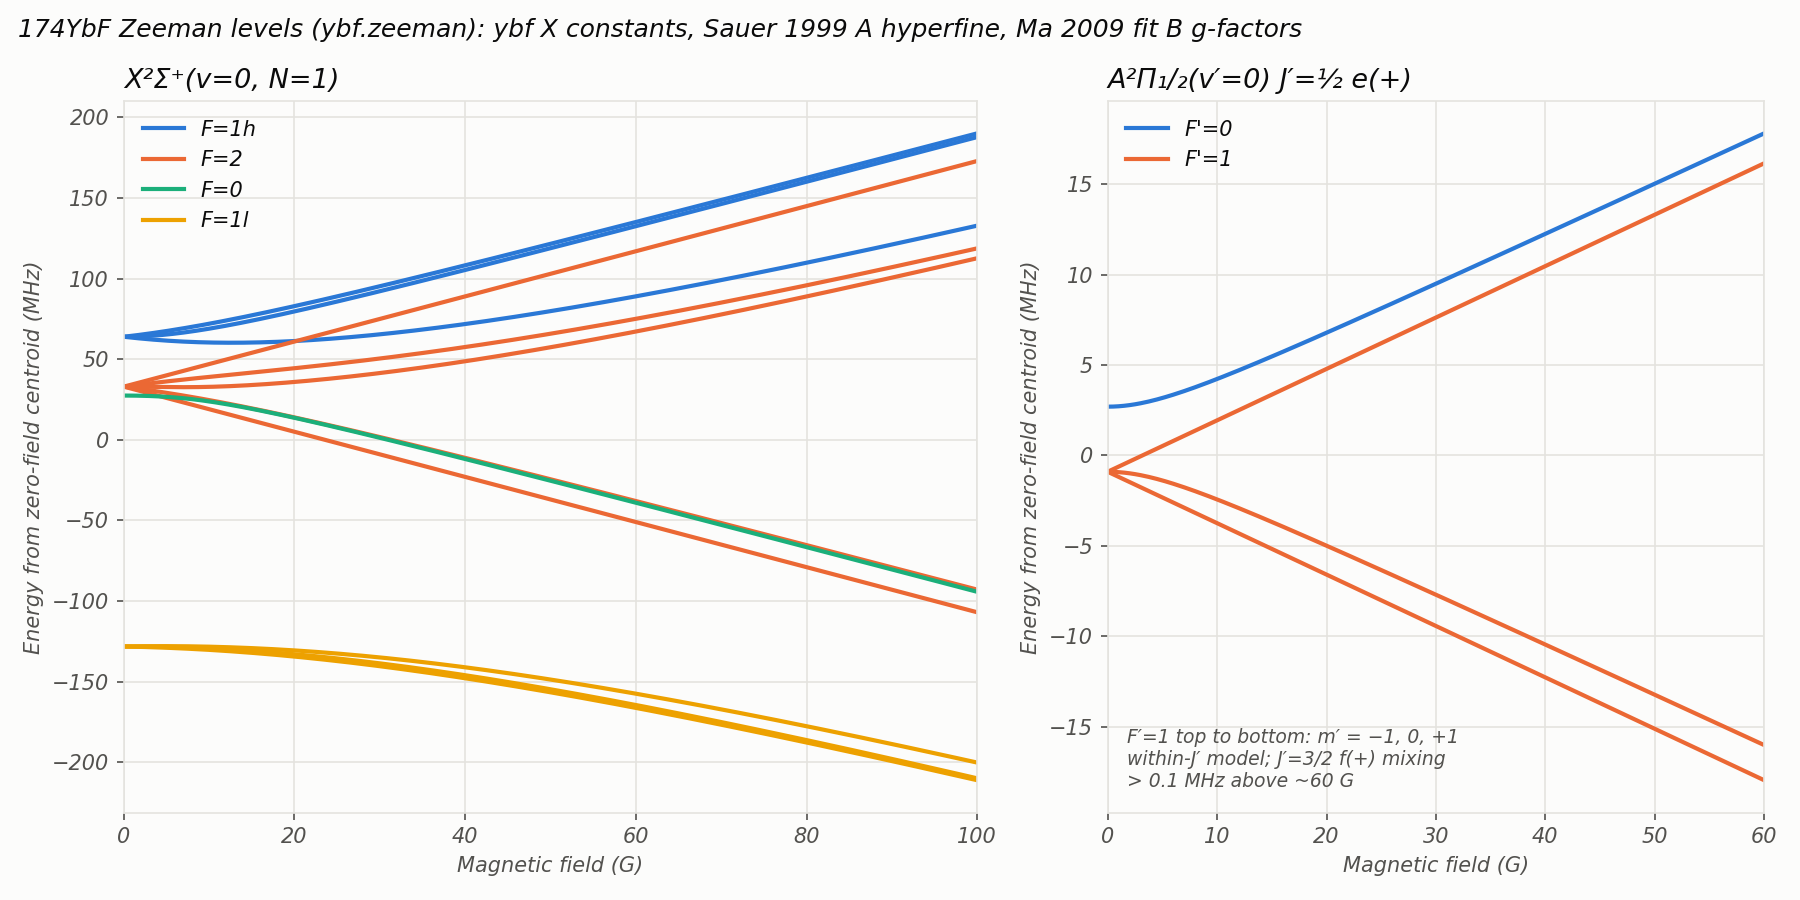 174YbF Zeeman levels (ybf.zeeman): ybf X constants, Sauer 1999 A hyperfine, Ma 2009 fit B g-factors
X²Σ⁺(v=0, N=1)
Energy from zero-field centroid (MHz)
200
150
100
50
0
−50
−100
−150
−200
F=1h
F=2
F=0
F=1l
0 20 40 60 80 100
Magnetic field (G)
A²Π₁/₂(v′=0) J′=½ e(+)
Energy from zero-field centroid (MHz)
15
10
5
0
−5
−10
−15
F'=0
F'=1
F′=1 top to bottom: m′ = −1, 0, +1
within-J′ model; J′=3/2 f(+) mixing
> 0.1 MHz above ~60 G
0 10 20 30 40 50 60
Magnetic field (G)